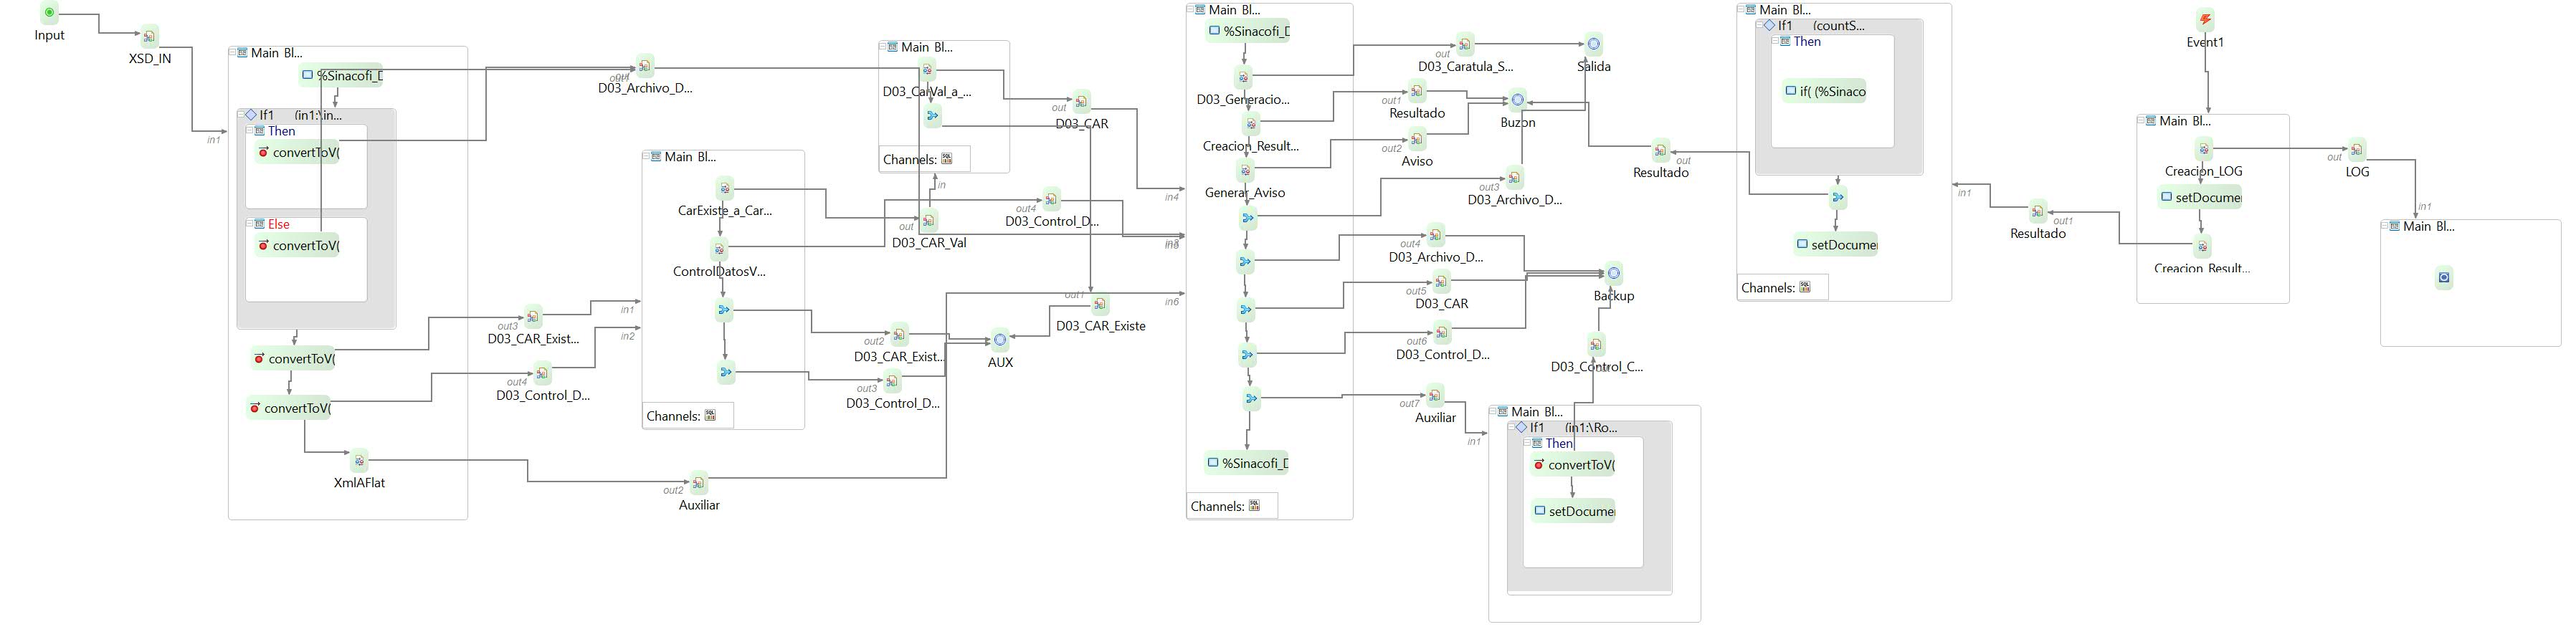 Input
XSD_IN
in1
Main Bl...
%Sinacofi_D
If1 (in1:\in...
Then
convertToV(
Else
convertToV(
convertToV(
convertToV(
XmlAFlat
out1
D03_Archivo_D...
out3
D03_CAR_Exist...
out4
D03_Control_D...
out2
Auxiliar
in1
in2
Main Bl...
CarExiste_a_Car...
ControlDatosV...
Channels:
Main Bl...
D03_CarVal_a_...
Channels:
in
out
D03_CAR_Val
out
D03_CAR
out4
D03_Control_D...
out1
D03_CAR_Existe
out2
D03_CAR_Exist...
out3
D03_Control_D...
AUX
in4
in6
Main Bl...
%Sinacofi_D
D03_Generacio...
Creacion_Result...
Generar_Aviso
%Sinacofi_D
Channels:
out
D03_Caratula_S...
Salida
out1
Resultado
Buzon
out2
Aviso
out3
D03_Archivo_D...
out4
D03_Archivo_D...
out5
D03_CAR
Backup
out6
D03_Control_D...
D03_Control_C...
out7
Auxiliar
in1
Main Bl...
If1 (in1:\Ro...
Then
convertToV(
setDocume
out
Resultado
Main Bl...
If1 (countS...
Then
if( (%Sinaco
setDocume
Channels:
in1
out1
Resultado
Event1
Main Bl...
Creacion_LOG
setDocume
Creacion_Result...
out
LOG
in1
Main Bl...